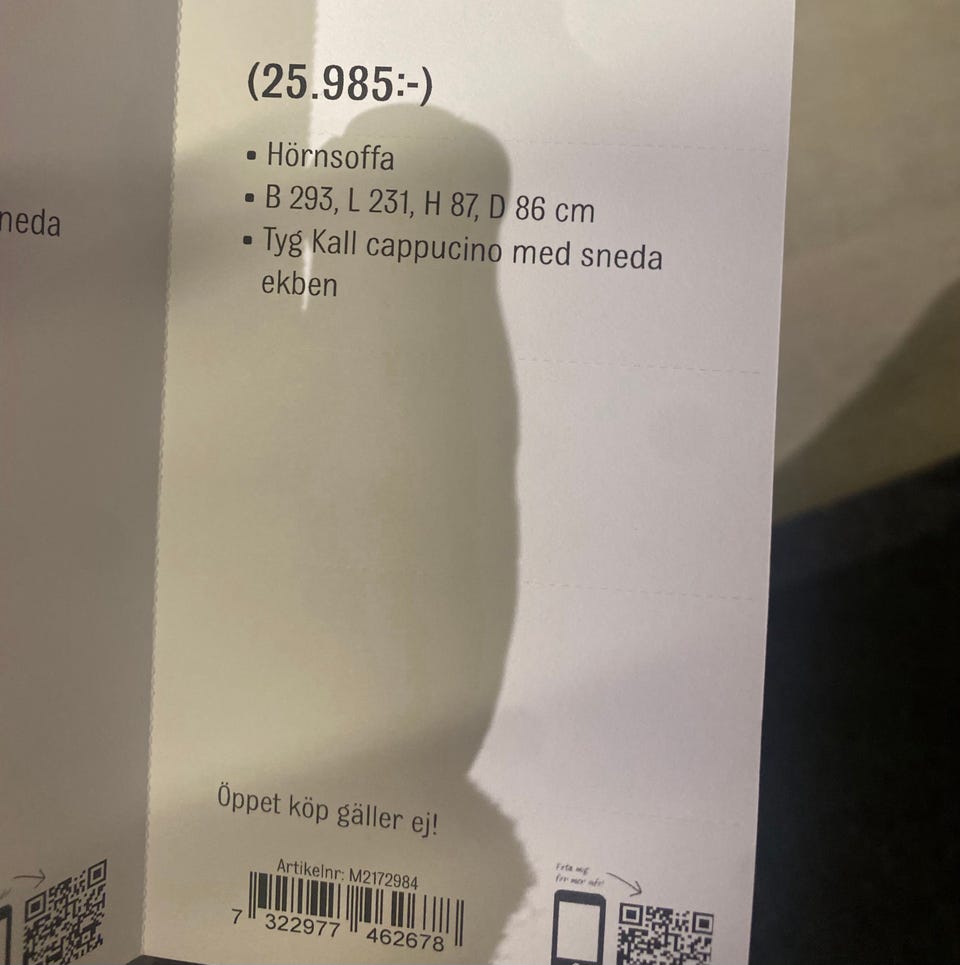 (25.985:-)
• Hörnsoffa
• B 293, L 231, H 87, D 86 cm
• Tyg Kall cappucino med sneda
ekben
neda
Öppet köp gäller ej!
Artikelnr: M2172984
7 322977 462678